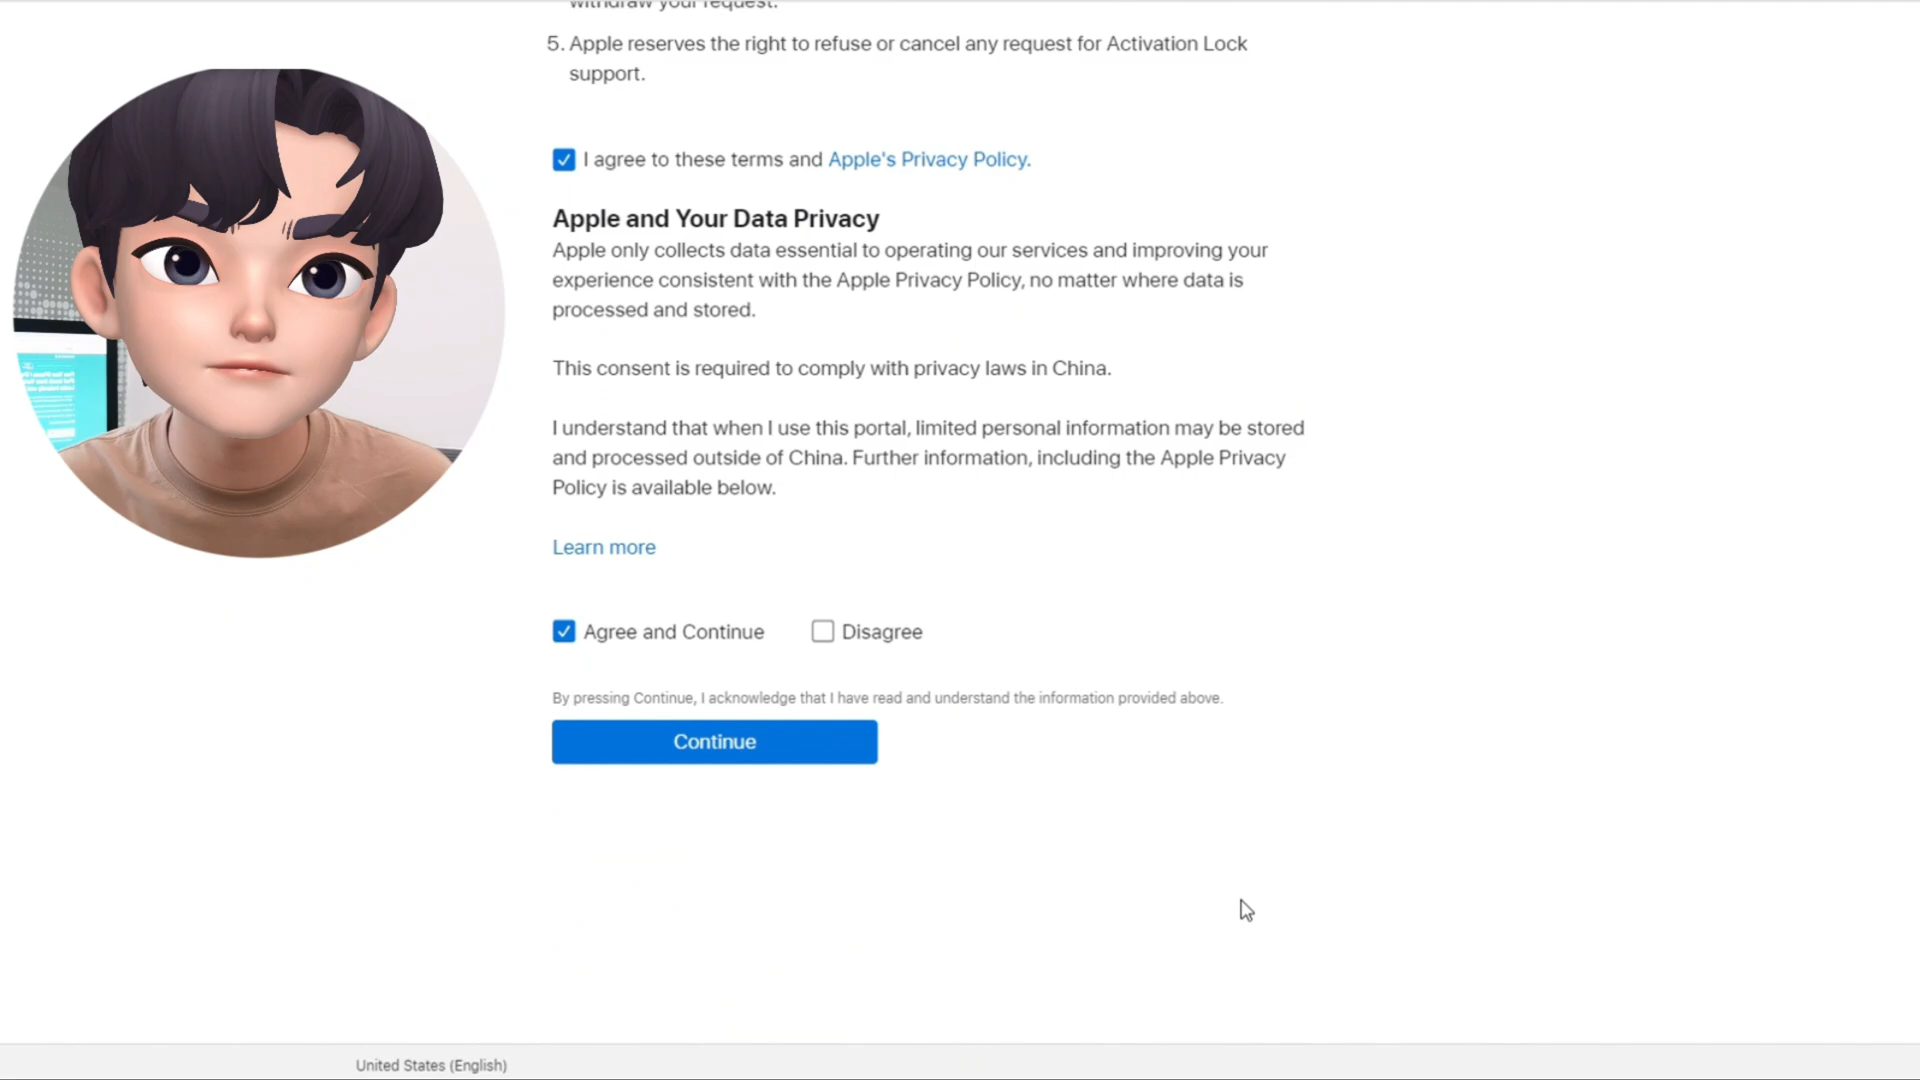 withdraw your request.
5. Apple reserves the right to refuse or cancel any request for Activation Lock
support.
I agree to these terms and Apple's Privacy Policy.
Apple and Your Data Privacy
Apple only collects data essential to operating our services and improving your
experience consistent with the Apple Privacy Policy, no matter where data is
processed and stored.
This consent is required to comply with privacy laws in China.
I understand that when I use this portal, limited personal information may be stored
and processed outside of China. Further information, including the Apple Privacy
Policy is available below.
Learn more
Agree and Continue Disagree
By pressing Continue, I acknowledge that I have read and understand the information provided above.
Continue
United States (English)